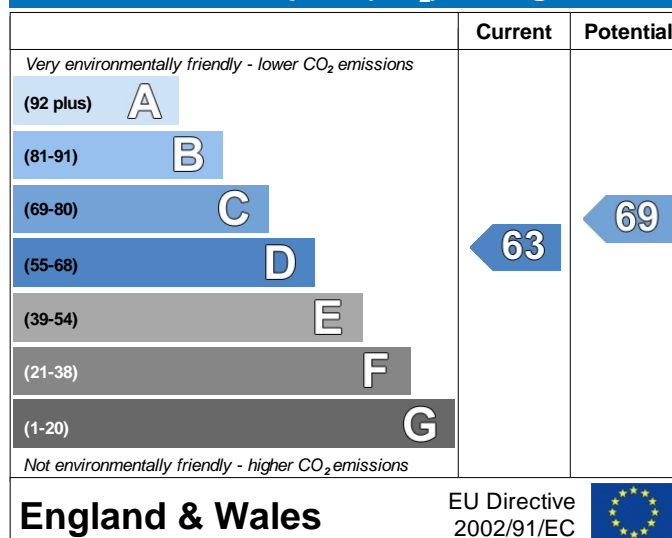 Current Potential
Very environmentally friendly - lower CO2 emissions
(92 plus) A
(81-91) B
(69-80) C
69
(55-68) D
63
(39-54) E
(21-38) F
(1-20) G
Not environmentally friendly - higher CO2 emissions
England & Wales
EU Directive
2002/91/EC